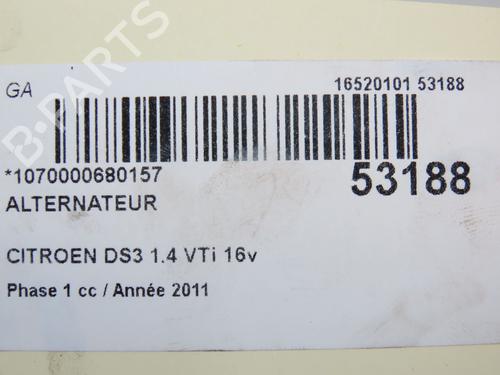 GA
16520101 53188
*1070000680157
53188
ALTERNATEUR
CITROEN DS3 1.4 VTi 16v
Phase 1 cc / Année 2011
B-PARTS